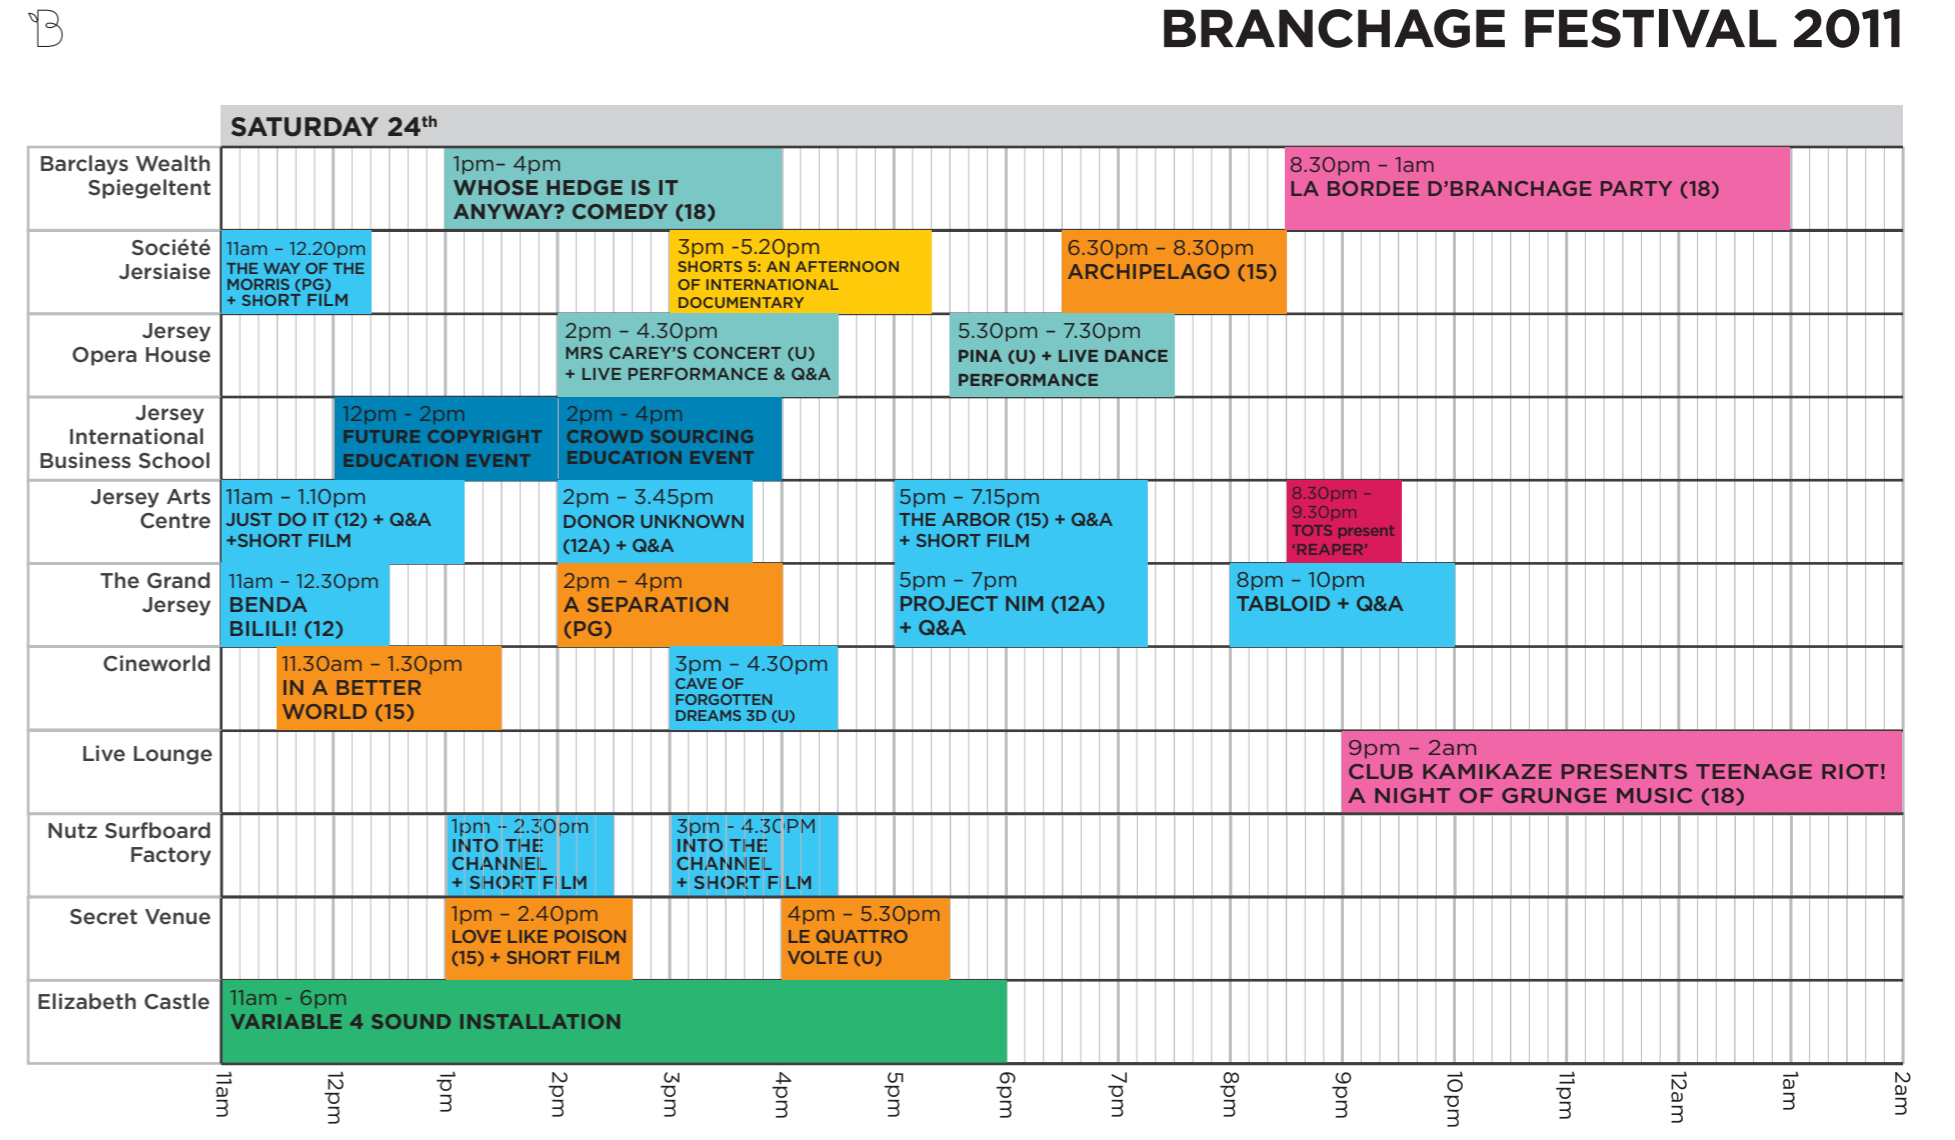 B
BRANCHAGE FESTIVAL 2011
SATURDAY 24th
Barclays Wealth
Spiegeltent
1pm– 4pm
WHOSE HEDGE IS IT
ANYWAY? COMEDY (18)
8.30pm – 1am
LA BORDEE D’BRANCHAGE PARTY (18)
Société
Jersiaise
11am – 12.20pm
THE WAY OF THE
MORRIS (PG)
+ SHORT FILM
3pm -5.20pm
SHORTS 5: AN AFTERNOON
OF INTERNATIONAL
DOCUMENTARY
6.30pm – 8.30pm
ARCHIPELAGO (15)
Jersey
Opera House
2pm – 4.30pm
MRS CAREY’S CONCERT (U)
+ LIVE PERFORMANCE & Q&A
5.30pm – 7.30pm
PINA (U) + LIVE DANCE
PERFORMANCE
Jersey
International
Business School
12pm - 2pm
FUTURE COPYRIGHT
EDUCATION EVENT
2pm - 4pm
CROWD SOURCING
EDUCATION EVENT
Jersey Arts
Centre
11am – 1.10pm
JUST DO IT (12) + Q&A
+SHORT FILM
2pm – 3.45pm
DONOR UNKNOWN
(12A) + Q&A
5pm – 7.15pm
THE ARBOR (15) + Q&A
+ SHORT FILM
8.30pm –
9.30pm
TOTS present
‘REAPER’
The Grand
Jersey
11am – 12.30pm
BENDA
BILILI! (12)
2pm – 4pm
A SEPARATION
(PG)
5pm – 7pm
PROJECT NIM (12A)
+ Q&A
8pm – 10pm
TABLOID + Q&A
Cineworld
11.30am – 1.30pm
IN A BETTER
WORLD (15)
3pm – 4.30pm
CAVE OF
FORGOTTEN
DREAMS 3D (U)
Live Lounge
9pm – 2am
CLUB KAMIKAZE PRESENTS TEENAGE RIOT!
A NIGHT OF GRUNGE MUSIC (18)
Nutz Surfboard
Factory
1pm - 2.30pm
INTO THE
CHANNEL
+ SHORT FILM
3pm - 4.30PM
INTO THE
CHANNEL
+ SHORT FILM
Secret Venue
1pm – 2.40pm
LOVE LIKE POISON
(15) + SHORT FILM
4pm – 5.30pm
LE QUATTRO
VOLTE (U)
Elizabeth Castle
11am - 6pm
VARIABLE 4 SOUND INSTALLATION
11am
12pm
1pm
2pm
3pm
4pm
5pm
6pm
7pm
8pm
9pm
10pm
11pm
12am
1am
2am